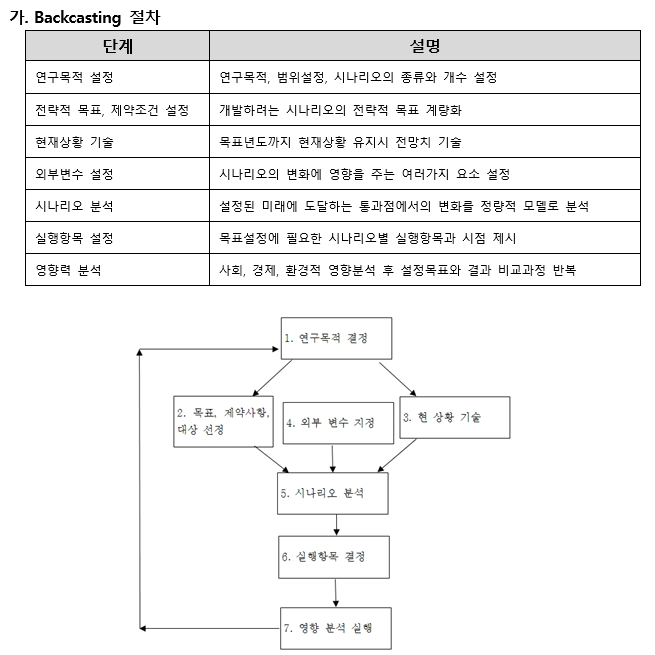 가. Backcasting 절차
단계 설명
연구목적 설정 연구목적, 범위설정, 시나리오의 종류와 개수 설정
전략적 목표, 제약조건 설정 개발하려는 시나리오의 전략적 목표 계량화
현재상황 기술 목표년도까지 현재상황 유지시 전망치 기술
외부변수 설정 시나리오의 변화에 영향을 주는 여러가지 요소 설정
시나리오 분석 설정된 미래에 도달하는 통과점에서의 변화를 정량적 모델로 분석
실행항목 설정 목표설정에 필요한 시나리오별 실행항목과 시점 제시
영향력 분석 사회, 경제, 환경적 영향분석 후 설정목표와 결과 비교과정 반복
1. 연구목적 결정
2. 목표, 제약사항,
대상 선정
4. 외부 변수 지정
3. 현 상황 기술
5. 시나리오 분석
6. 실행항목 결정
7. 영향 분석 실행